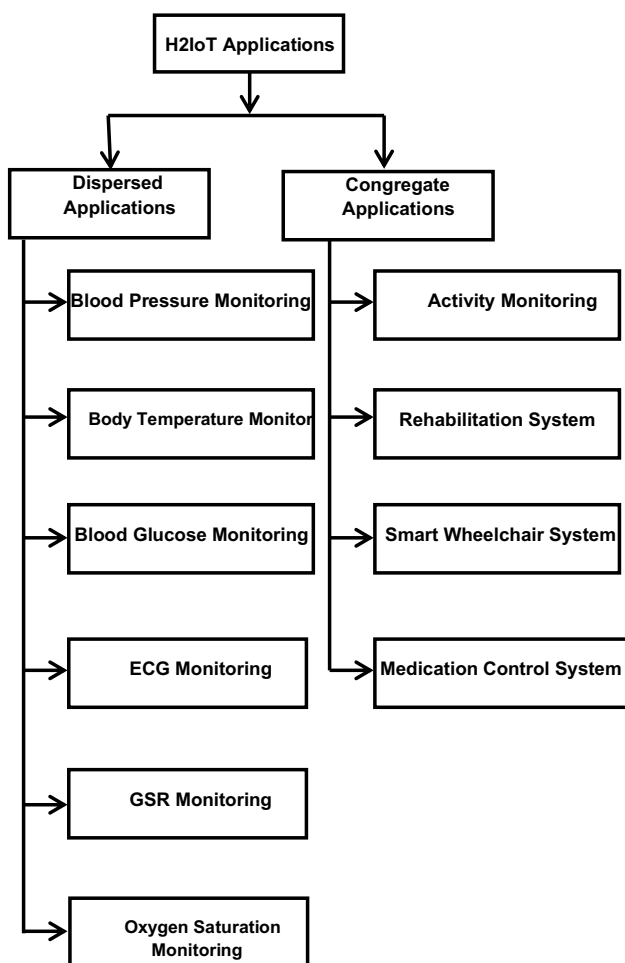 H2IoT Applications
Dispersed
Applications
Congregate
Applications
Blood Pressure Monitoring
Body Temperature Monitor
Blood Glucose Monitoring
ECG Monitoring
GSR Monitoring
Oxygen Saturation
Monitoring
Activity Monitoring
Rehabilitation System
Smart Wheelchair System
Medication Control System